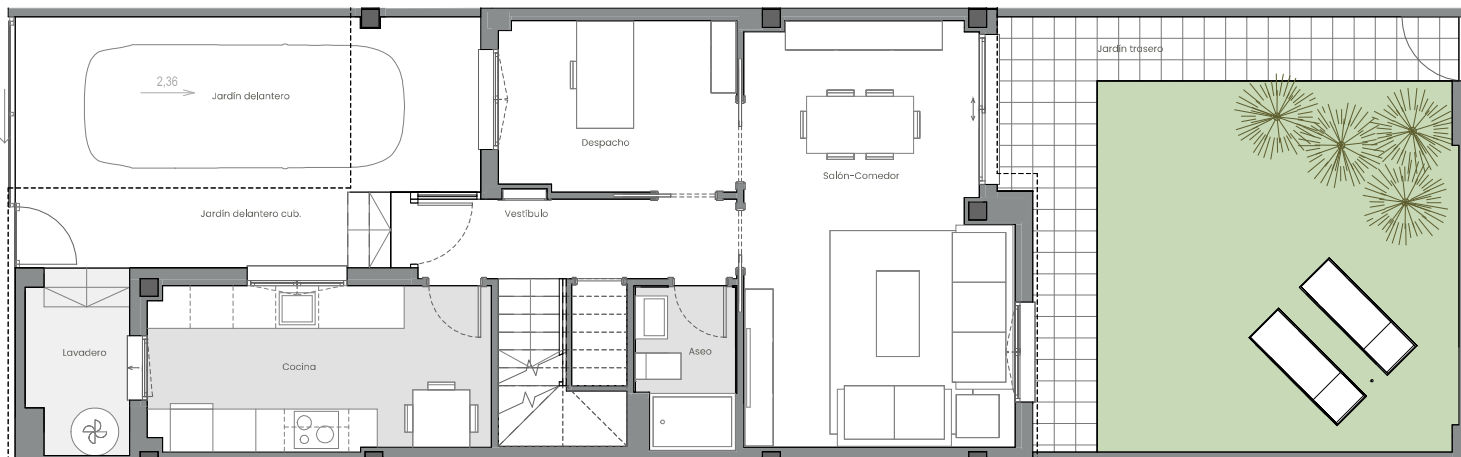 Jardín trasero
2,36
Jardín delantero
Despacho
Salón-Comedor
Jardín delantero cub.
Vestíbulo
Lavadero
Cocina
Aseo